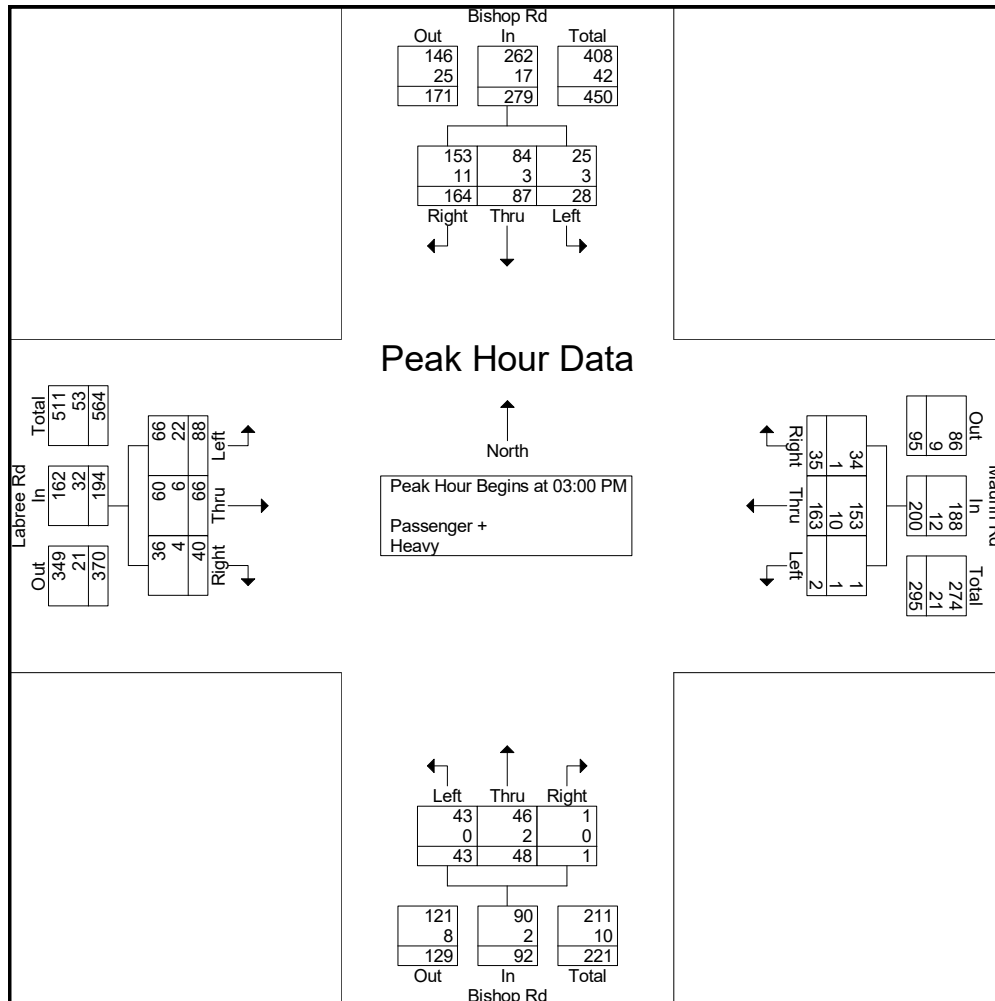 Bishop Rd
Out In Total
146 262 408
25 17 42
171 279 450
153 84 25
11 3 3
164 87 28
Right Thru Left
Peak Hour Data
North
Peak Hour Begins at 03:00 PM
Passenger +
Heavy
Labree Rd
Out In Total
349 162 511
21 32 53
370 194 564
36 60 66
4 6 22
40 66 88
Right Thru Left
Rd
Out In Total
86 188 274
9 12 21
95 200 295
34 153 1
1 10 1
35 163 2
Right Thru Left
Left Thru Right
43 46 1
0 2 0
43 48 1
121 90 211
8 2 10
129 92 221
Out In Total
Bishop Rd